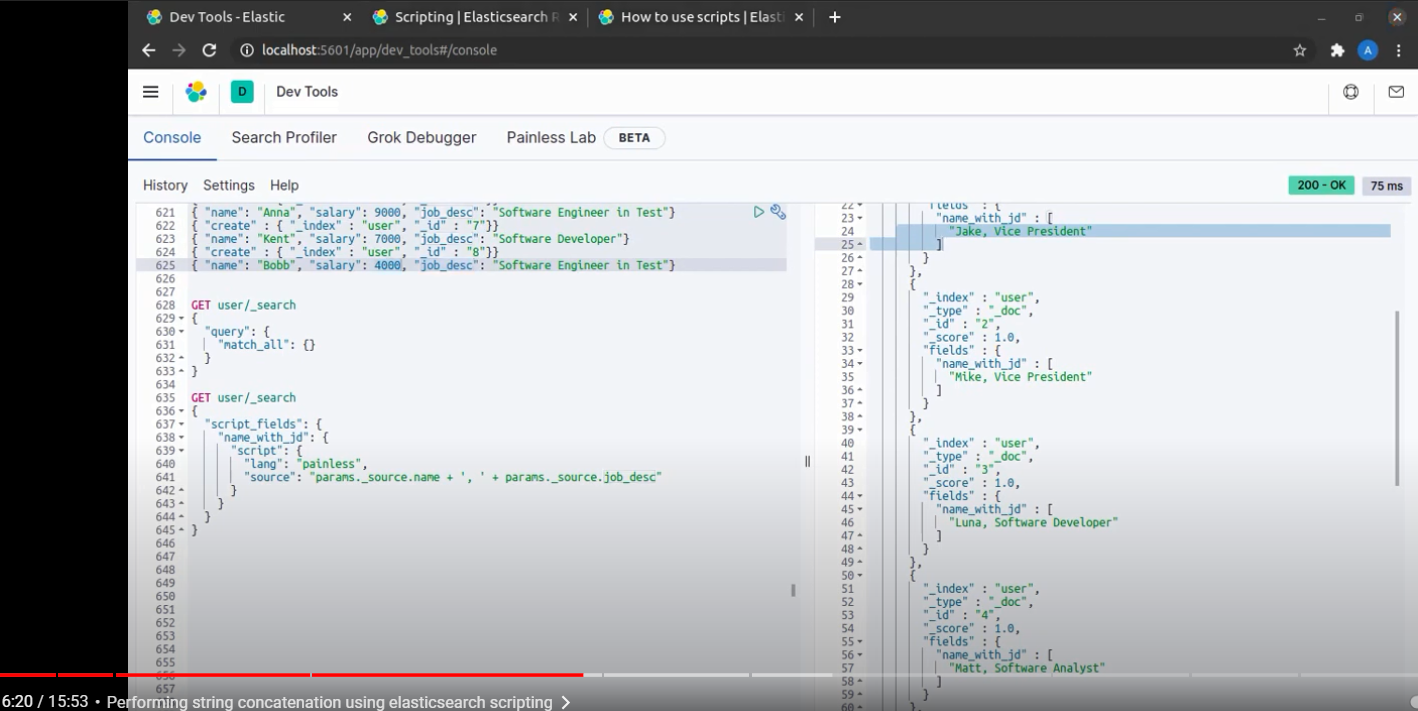 Dev Tools - Elastic
Scripting | Elasticsearch R
How to use scripts | Elasti
localhost:5601/app/dev_tools#/console
A
D
Dev Tools
Console
Search Profiler
Grok Debugger
Painless Lab
BETA
History
Settings
Help
200 - OK
75 ms
621 { "name": "Anna", "salary": 9000, "job_desc": "Software Engineer in Test"}
622 { "create" : { "_index" : "user", "_id" : "7"}}
623 { "name": "Kent", "salary": 7000, "job_desc": "Software Developer"}
624 { "create" : { "_index" : "user", "_id" : "8"}}
625 { "name": "Bobb", "salary": 4000, "job_desc": "Software Engineer in Test"}
626
627
628 GET user/_search
629 {
630 "query": {
631 "match_all": {}
632 }
633 }
634
635 GET user/_search
636 {
637 "script_fields": {
638 "name_with_jd": {
639 "script": {
640 "lang": "painless",
641 "source": "params._source.name + ', ' + params._source.job_desc"
642 }
643 }
644 }
645 }
646
647
648
649
650
651
652
653
654
655
656
657
22 "fields" : {
23 "name_with_jd" : [
24 "Jake, Vice President"
25 ]
26 }
27 },
28 {
29 "_index" : "user",
30 "_type" : "_doc",
31 "_id" : "2",
32 "_score" : 1.0,
33 "fields" : {
34 "name_with_jd" : [
35 "Mike, Vice President"
36 ]
37 }
38 },
39 {
40 "_index" : "user",
41 "_type" : "_doc",
42 "_id" : "3",
43 "_score" : 1.0,
44 "fields" : {
45 "name_with_jd" : [
46 "Luna, Software Developer"
47 ]
48 }
49 },
50 {
51 "_index" : "user",
52 "_type" : "_doc",
53 "_id" : "4",
54 "_score" : 1.0,
55 "fields" : {
56 "name_with_jd" : [
57 "Matt, Software Analyst"
58 ]
59 }
60 },
6:20 / 15:53 • Performing string concatenation using elasticsearch scripting